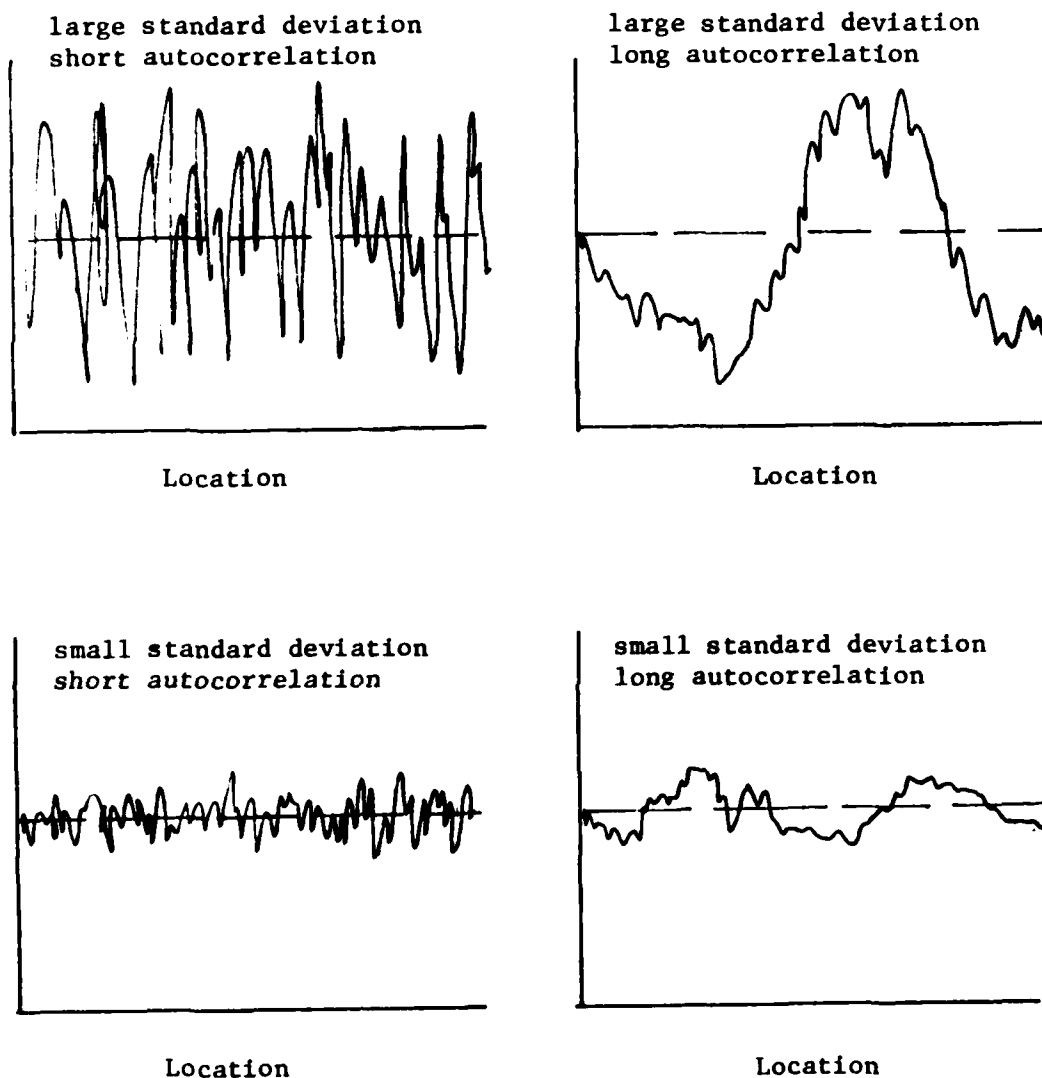 large standard deviation
short autocorrelation
Location
large standard deviation
long autocorrelation
Location
small standard deviation
short autocorrelation
Location
small standard deviation
long autocorrelation
Location